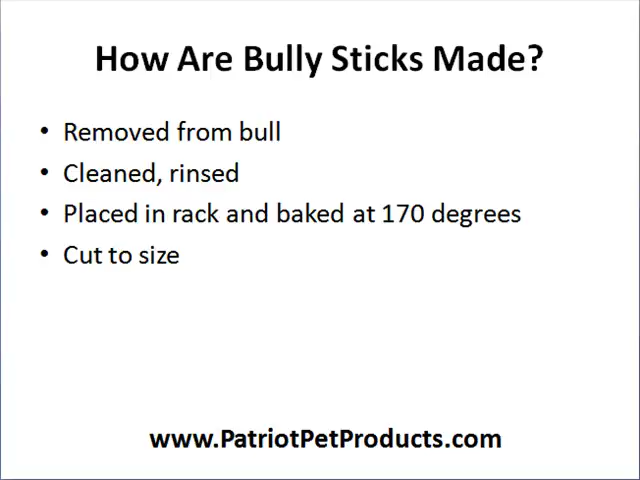 How Are Bully Sticks Made?
• Removed from bull
• Cleaned, rinsed
• Placed in rack and baked at 170 degrees
• Cut to size
www.PatriotPetProducts.com